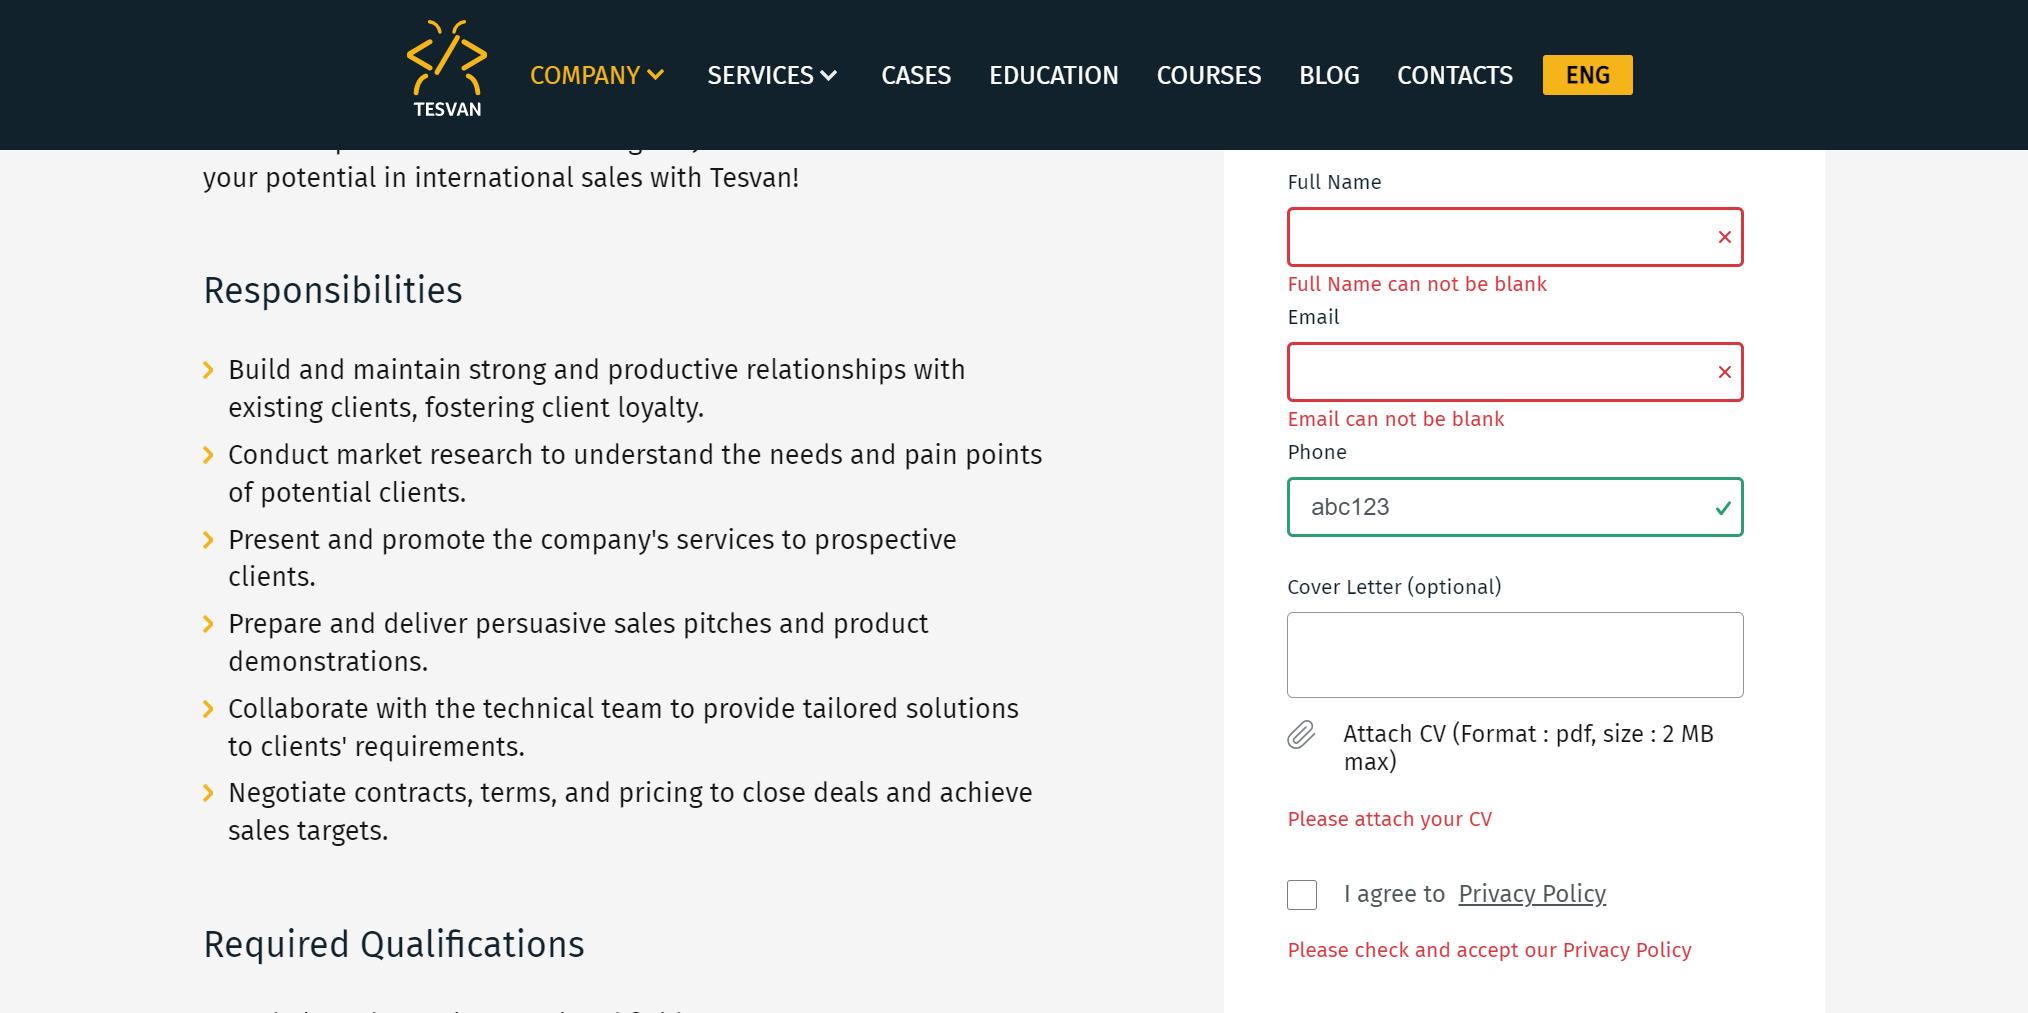 TESVAN
COMPANY
SERVICES
CASES
EDUCATION
COURSES
BLOG
CONTACTS
ENG
your potential in international sales with Tesvan!
Responsibilities
Build and maintain strong and productive relationships with
existing clients, fostering client loyalty.
Conduct market research to understand the needs and pain points
of potential clients.
Present and promote the company's services to prospective
clients.
Prepare and deliver persuasive sales pitches and product
demonstrations.
Collaborate with the technical team to provide tailored solutions
to clients' requirements.
Negotiate contracts, terms, and pricing to close deals and achieve
sales targets.
Required Qualifications
Full Name
Full Name can not be blank
Email
Email can not be blank
Phone
abc123
Cover Letter (optional)
Attach CV (Format : pdf, size : 2 MB
max)
Please attach your CV
I agree to Privacy Policy
Please check and accept our Privacy Policy